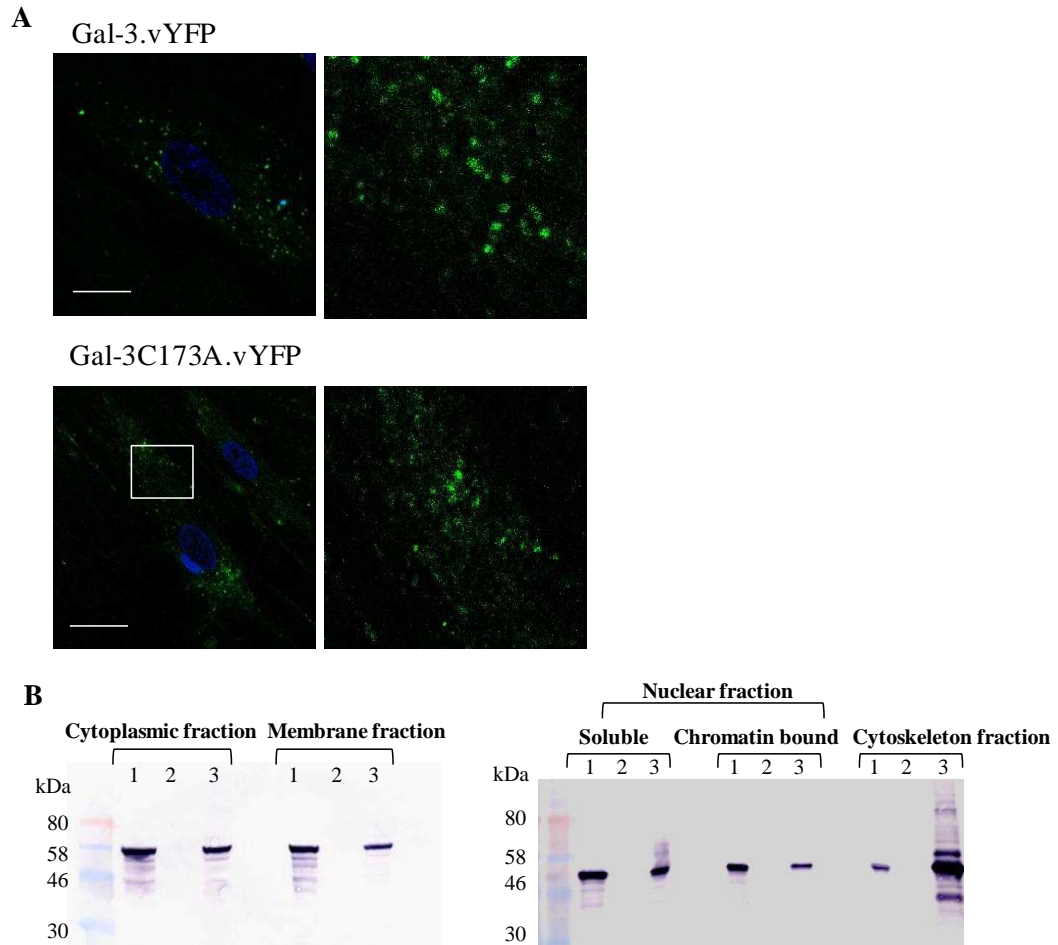 A
Gal-3.vYFP
Gal-3C173A.vYFP
B
Cytoplasmic fraction
Membrane fraction
1 2 3
1 2 3
kDa
80
58
46
30
Nuclear fraction
Soluble
Chromatin bound
Cytoskeleton fraction
1 2 3
1 2 3
1 2 3
kDa
80
58
46
30